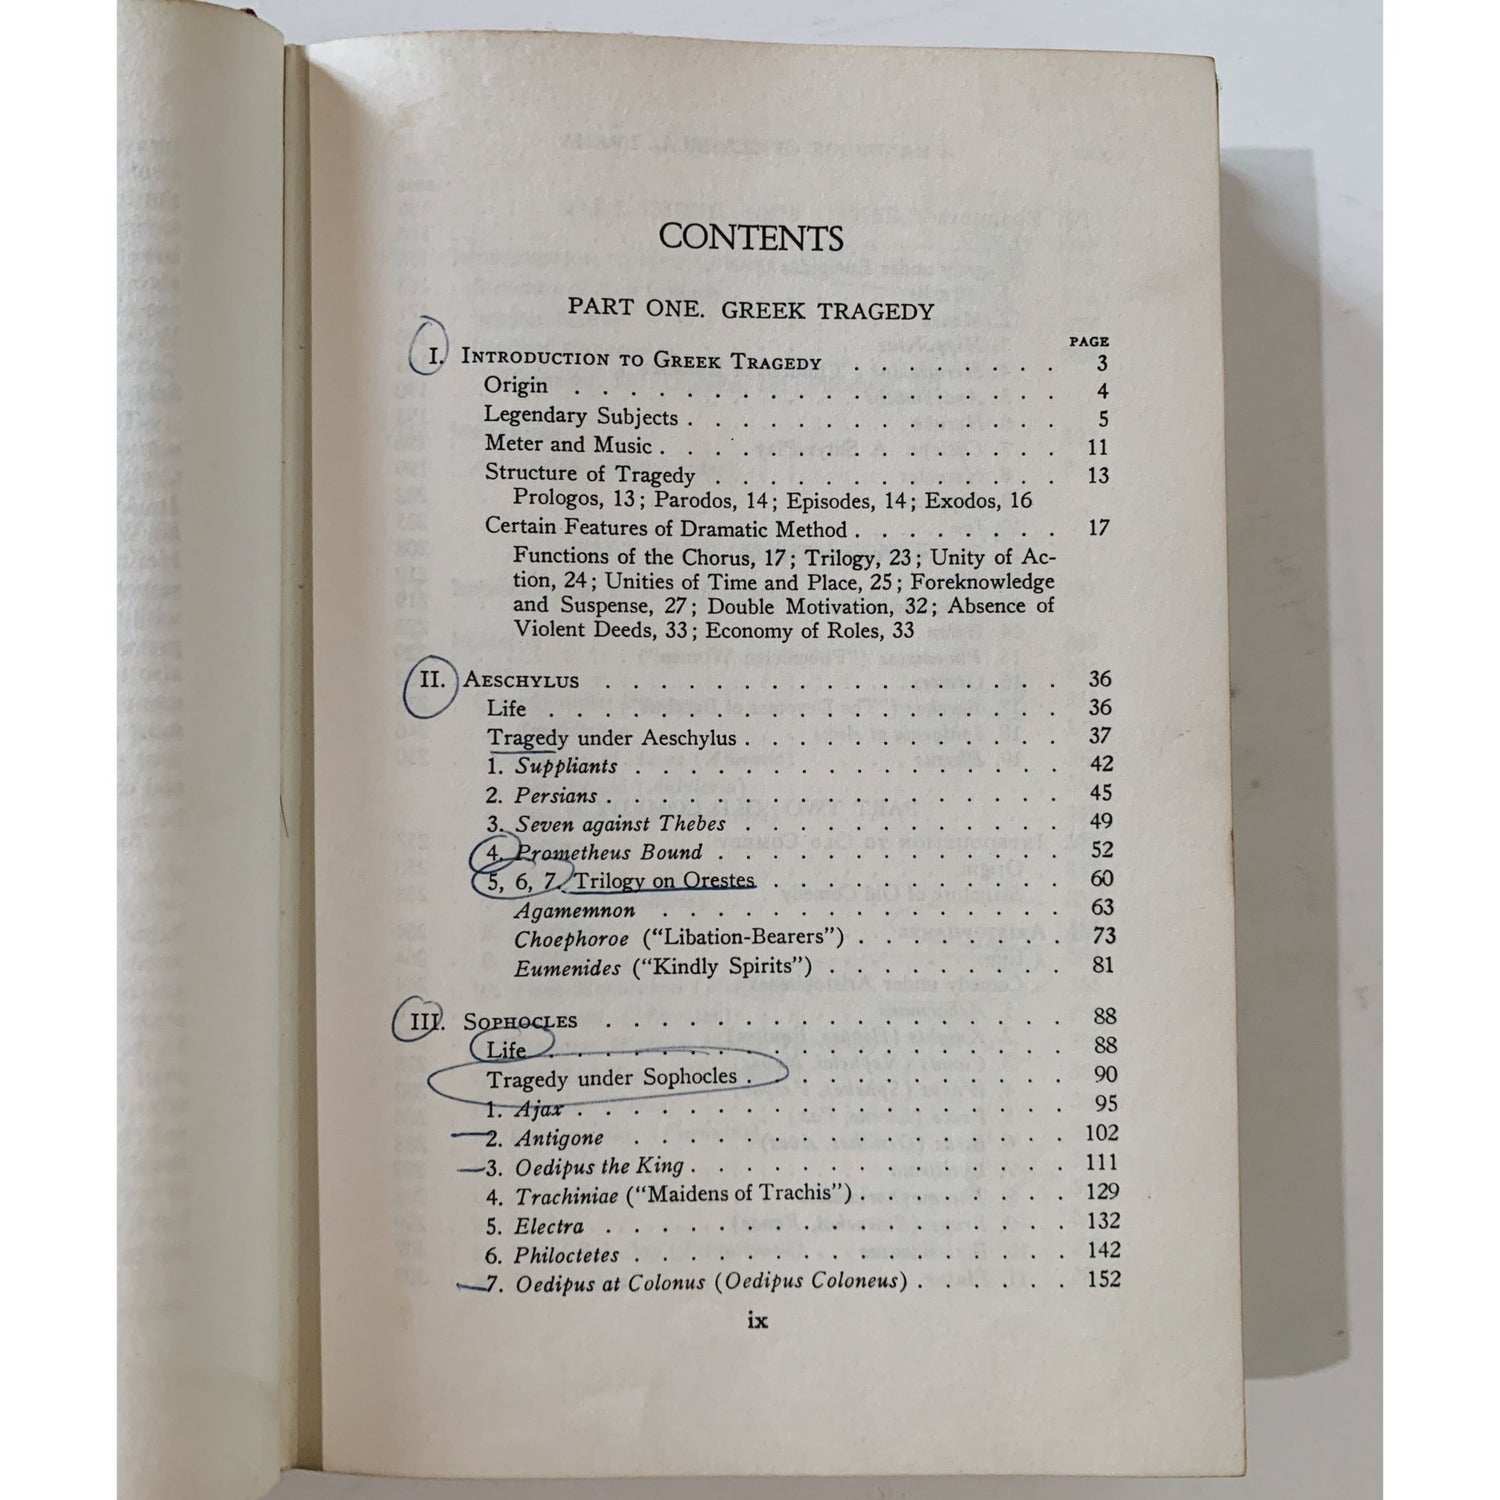 CONTENTS
PART ONE. GREEK TRAGEDY
PAGE
I. INTRODUCTION TO GREEK TRAGEDY . . . . . . . . 3
Origin . . . . . . . . . . . . . . . . . . 4
Legendary Subjects . . . . . . . . . . . . . . 5
Meter and Music . . . . . . . . . . . . . . . 11
Structure of Tragedy . . . . . . . . . . . . . 13
Prologos, 13; Parodos, 14; Episodes, 14; Exodos, 16
Certain Features of Dramatic Method . . . . . . . . 17
Functions of the Chorus, 17; Trilogy, 23; Unity of Ac-
tion, 24; Unities of Time and Place, 25; Foreknowledge
and Suspense, 27; Double Motivation, 32; Absence of
Violent Deeds, 33; Economy of Roles, 33
II. AESCHYLUS . . . . . . . . . . . . . . . . . 36
Life . . . . . . . . . . . . . . . . . . . 36
Tragedy under Aeschylus . . . . . . . . . . . . 37
1. Suppliants . . . . . . . . . . . . . . . . 42
2. Persians . . . . . . . . . . . . . . . . . 45
3. Seven against Thebes . . . . . . . . . . . . 49
4. Prometheus Bound . . . . . . . . . . . . . 52
5, 6, 7. Trilogy on Orestes . . . . . . . . . . . 60
Agamemnon . . . . . . . . . . . . . . . 63
Choephoroe ("Libation-Bearers") . . . . . . . . 73
Eumenides ("Kindly Spirits") . . . . . . . . . 81
III. SOPHOCLES . . . . . . . . . . . . . . . . . 88
Life . . . . . . . . . . . . . . . . . . . 88
Tragedy under Sophocles . . . . . . . . . . . . 90
1. Ajax . . . . . . . . . . . . . . . . . . 95
2. Antigone . . . . . . . . . . . . . . . . 102
3. Oedipus the King . . . . . . . . . . . . . . 111
4. Trachiniae ("Maidens of Trachis") . . . . . . . . 129
5. Electra . . . . . . . . . . . . . . . . . 132
6. Philoctetes . . . . . . . . . . . . . . . . 142
7. Oedipus at Colonus (Oedipus Coloneus) . . . . . . 152
ix